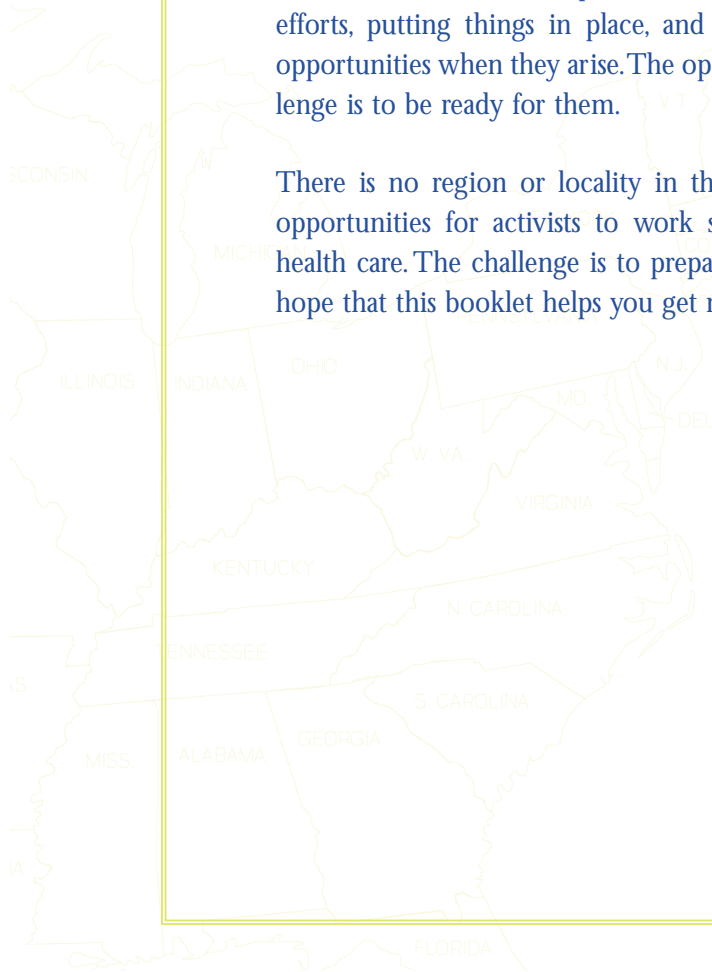 efforts, putting things in place, and
opportunities when they arise. The op
lenge is to be ready for them.
There is no region or locality in th
opportunities for activists to work s
health care. The challenge is to prepa
hope that this booklet helps you get r
V T.
SCONSIN
MICHIGAN
CO
ILLINOIS
INDIANA
OHIO
N.J.
MD.
DEL
W. VA
VIRGINIA
KENTUCKY
N. CAROLINA
TENNESSEE
AS
S. CAROLINA
MISS.
ALABAMA
GEORGIA
A
FLORIDA